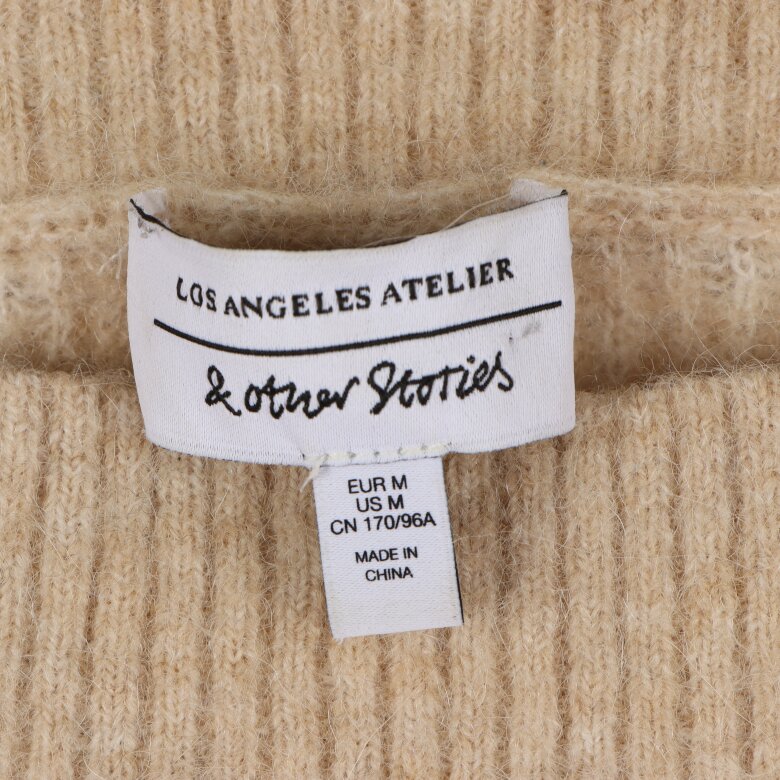 LOS ANGELES ATELIER
& other Stories
EUR M
US M
CN 170/96A
MADE IN
CHINA